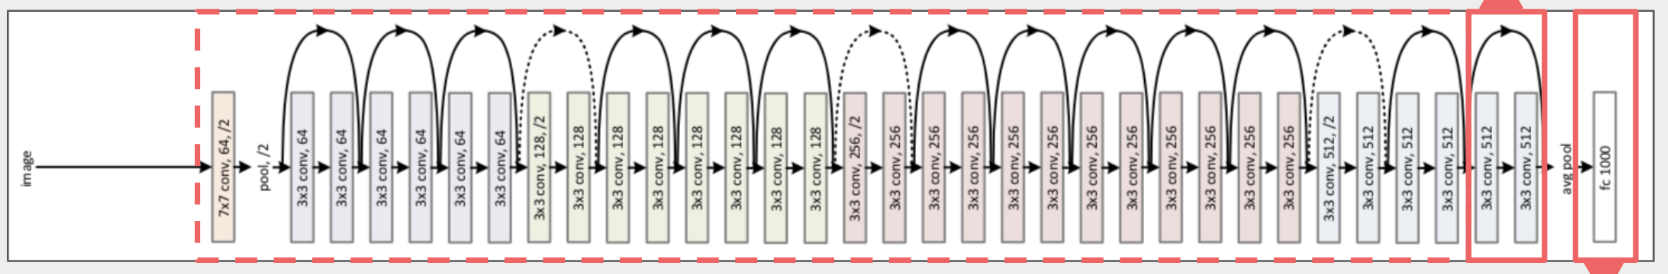 image
7x7 conv, 64, /2
pool, /2
3x3 conv, 64
3x3 conv, 64
3x3 conv, 64
3x3 conv, 64
3x3 conv, 64
3x3 conv, 64
3x3 conv, 128, /2
3x3 conv, 128
3x3 conv, 128
3x3 conv, 128
3x3 conv, 128
3x3 conv, 128
3x3 conv, 128
3x3 conv, 128
3x3 conv, 256, /2
3x3 conv, 256
3x3 conv, 256
3x3 conv, 256
3x3 conv, 256
3x3 conv, 256
3x3 conv, 256
3x3 conv, 256
3x3 conv, 256
3x3 conv, 256
3x3 conv, 256
3x3 conv, 256
3x3 conv, 512, /2
3x3 conv, 512
3x3 conv, 512
3x3 conv, 512
3x3 conv, 512
3x3 conv, 512
avg pool
fc 1000